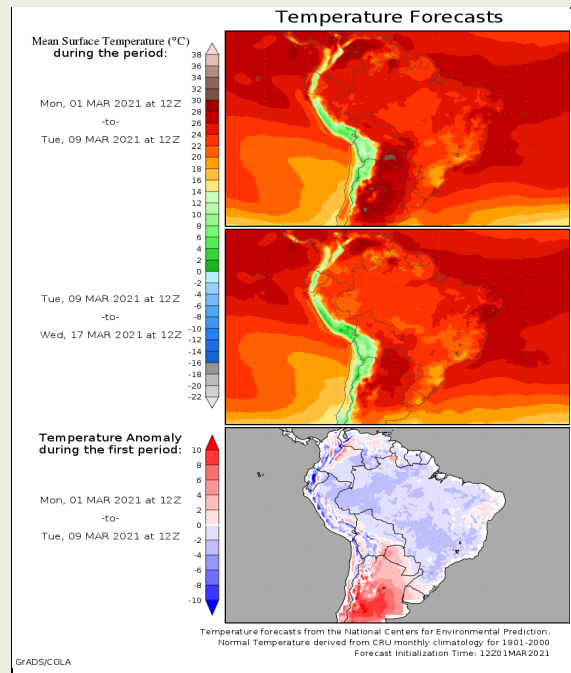 Temperature Forecasts
Mean Surface Temperature (°C)
during the period:
Mon, 01 MAR 2021 at 12Z
-to-
Tue, 09 MAR 2021 at 12Z
38
36
34
32
30
28
26
24
22
20
18
16
14
12
10
8
6
4
2
0
-2
-4
-6
-8
-10
-12
-14
-16
-18
-20
-22
Tue, 09 MAR 2021 at 12Z
-to-
Wed, 17 MAR 2021 at 12Z
Temperature Anomaly
during the first period:
Mon, 01 MAR 2021 at 12Z
-to-
Tue, 09 MAR 2021 at 12Z
10
8
6
4
2
0
-2
-4
-6
-8
-10
Temperature forecasts from the National Centers for Environmental Prediction.
Normal Temperature derived from CRU monthly climatology for 1901-2000
Forecast Initialization Time: 12Z01MAR2021
GrADS/COLA